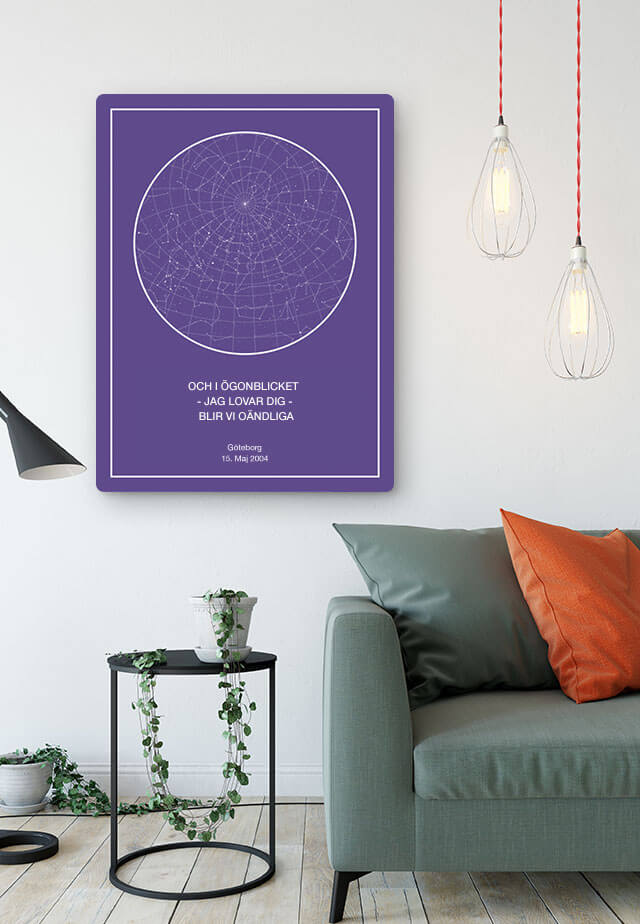 OCH I ÖGONBLICKET
- JAG LOVAR DIG -
BLIR VI OÄNDLIGA
Göteborg
15. Maj 2004